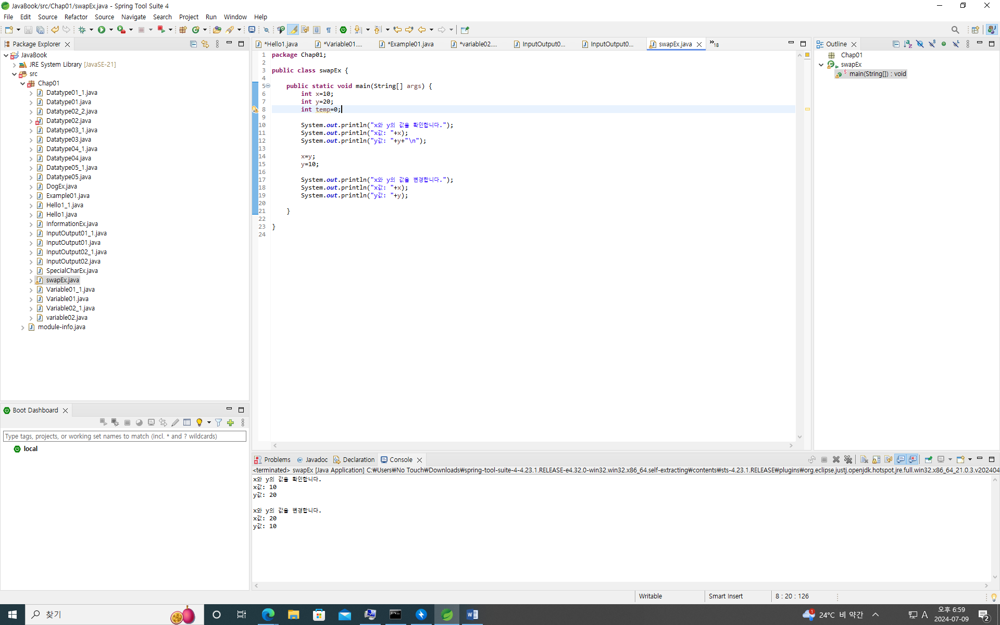 JavaBook/src/Chap01/swapEx.java - Spring Tool Suite 4
File Edit Source Refactor Source Navigate Search Project Run Window Help
Package Explorer
JavaBook
JRE System Library [JavaSE-21]
src
Chap01
Datatype01_1.java
Datatype01.java
Datatype02_2.java
Datatype02.java
Datatype03_1.java
Datatype03.java
Datatype04_1.java
Datatype04.java
Datatype05_1.java
Datatype05.java
DogEx.java
Example01.java
Hello1_1.java
Hello1.java
InformationEx.java
InputOutput01_1.java
InputOutput01.java
InputOutput02_1.java
InputOutput02.java
SpecialCharEx.java
swapEx.java
Variable01_1.java
Variable01.java
Variable02_1.java
variable02.java
module-info.java
Boot Dashboard
Type tags, projects, or working set names to match (incl. * and ? wildcards)
local
*Hello1.java *Variable01.... *Example01.java *variable02.... InputOutput0... InputOutput0... swapEx.java »18
1 package Chap01;
2
3 public class swapEx {
4
5 public static void main(String[] args) {
6 int x=10;
7 int y=20;
8 int temp=0;
9
10 System.out.println("x와 y의 값을 확인합니다.");
11 System.out.println("x값: "+x);
12 System.out.println("y값: "+y+"\n");
13
14 x=y;
15 y=10;
16
17 System.out.println("x와 y의 값을 변경합니다.");
18 System.out.println("x값: "+x);
19 System.out.println("y값: "+y);
20
21 }
22
23 }
24
Outline
Chap01
swapEx
main(String[]) : void
Problems @ Javadoc Declaration Console
<terminated> swapEx [Java Application] C:₩Users₩No Touch₩Downloads₩spring-tool-suite-4-4.23.1.RELEASE-e4.32.0-win32.win32.x86_64.self-extracting₩contents₩sts-4.23.1.RELEASE₩plugins₩org.eclipse.justj.openjdk.hotspot.jre.full.win32.x86_64_21.0.3.v202404
x와 y의 값을 확인합니다.
x값: 10
y값: 20
x와 y의 값을 변경합니다.
x값: 20
y값: 10
Writable Smart Insert 8 : 20 : 126
찾기
1 24°C 비 약간 A 오후 6:59
2024-07-09 2